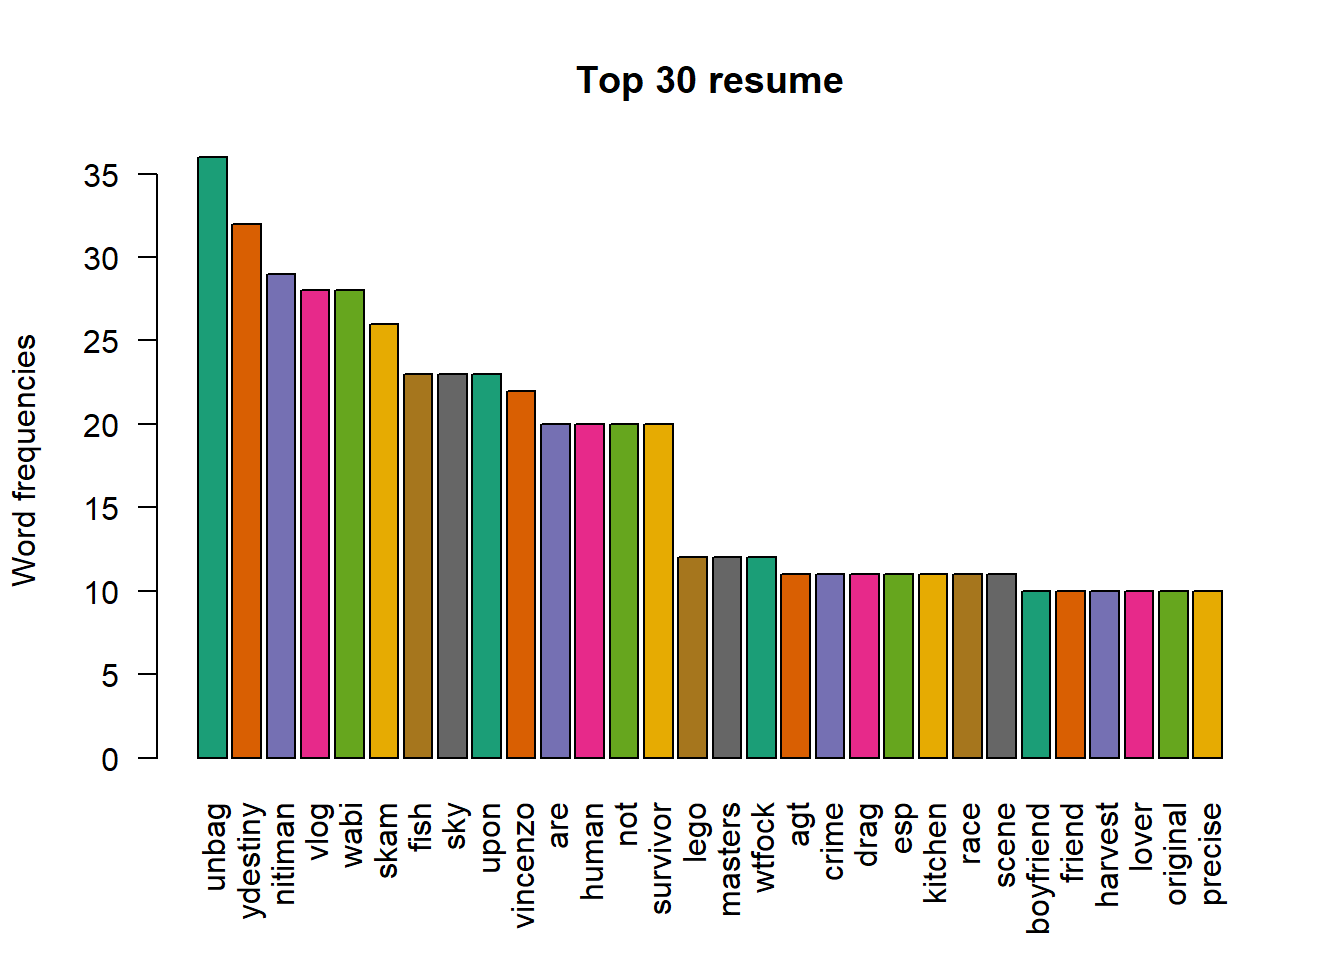 Top 30 resume
Word frequencies
35
30
25
20
15
10
5
0
unbag
ydestiny
nitiman
vlog
wabi
skam
fish
sky
upon
vincenzo
are
human
not
survivor
lego
masters
wtfock
agt
crime
drag
esp
kitchen
race
scene
boyfriend
friend
harvest
lover
original
precise